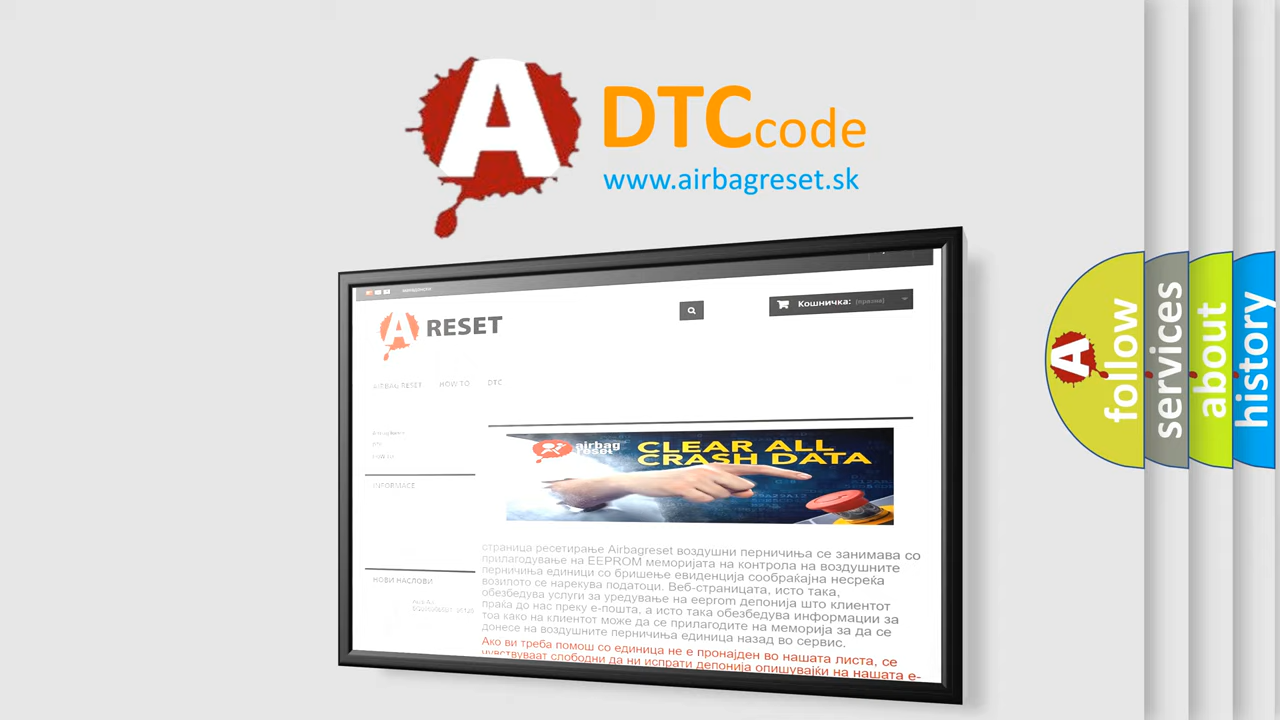 A DTC code
www.airbagreset.sk
A RESET
Кошничка: (празни)
AIRBAG RESET HOW TO DTC
airbag reset
CLEAR ALL
CRASH DATA
INFORMACE
НОВИ НАСЛОВИ
страница ресетирање Airbagreset воздушни перничиња се занимава со
прилагодување на EEPROM меморијата на контрола на воздушните
перничиња единици со бришење евиденција сообраќајна несреќа
возилото се нарекува податоци. Веб-страницата, исто така,
обезбедува услуги за уредување на eeprom депонија што клиентот
праќа до нас преку е-пошта, а исто така обезбедува информации за
тоа како на клиентот може да се прилагодите на меморија за да се
донесе на воздушните перничиња единица назад во сервис.
Ако ви треба помош со единица не е пронајден во нашата листа, се
чувствуваат слободни да ни испрати депонија опишувајќи на нашата е-
A follow
services
about
history